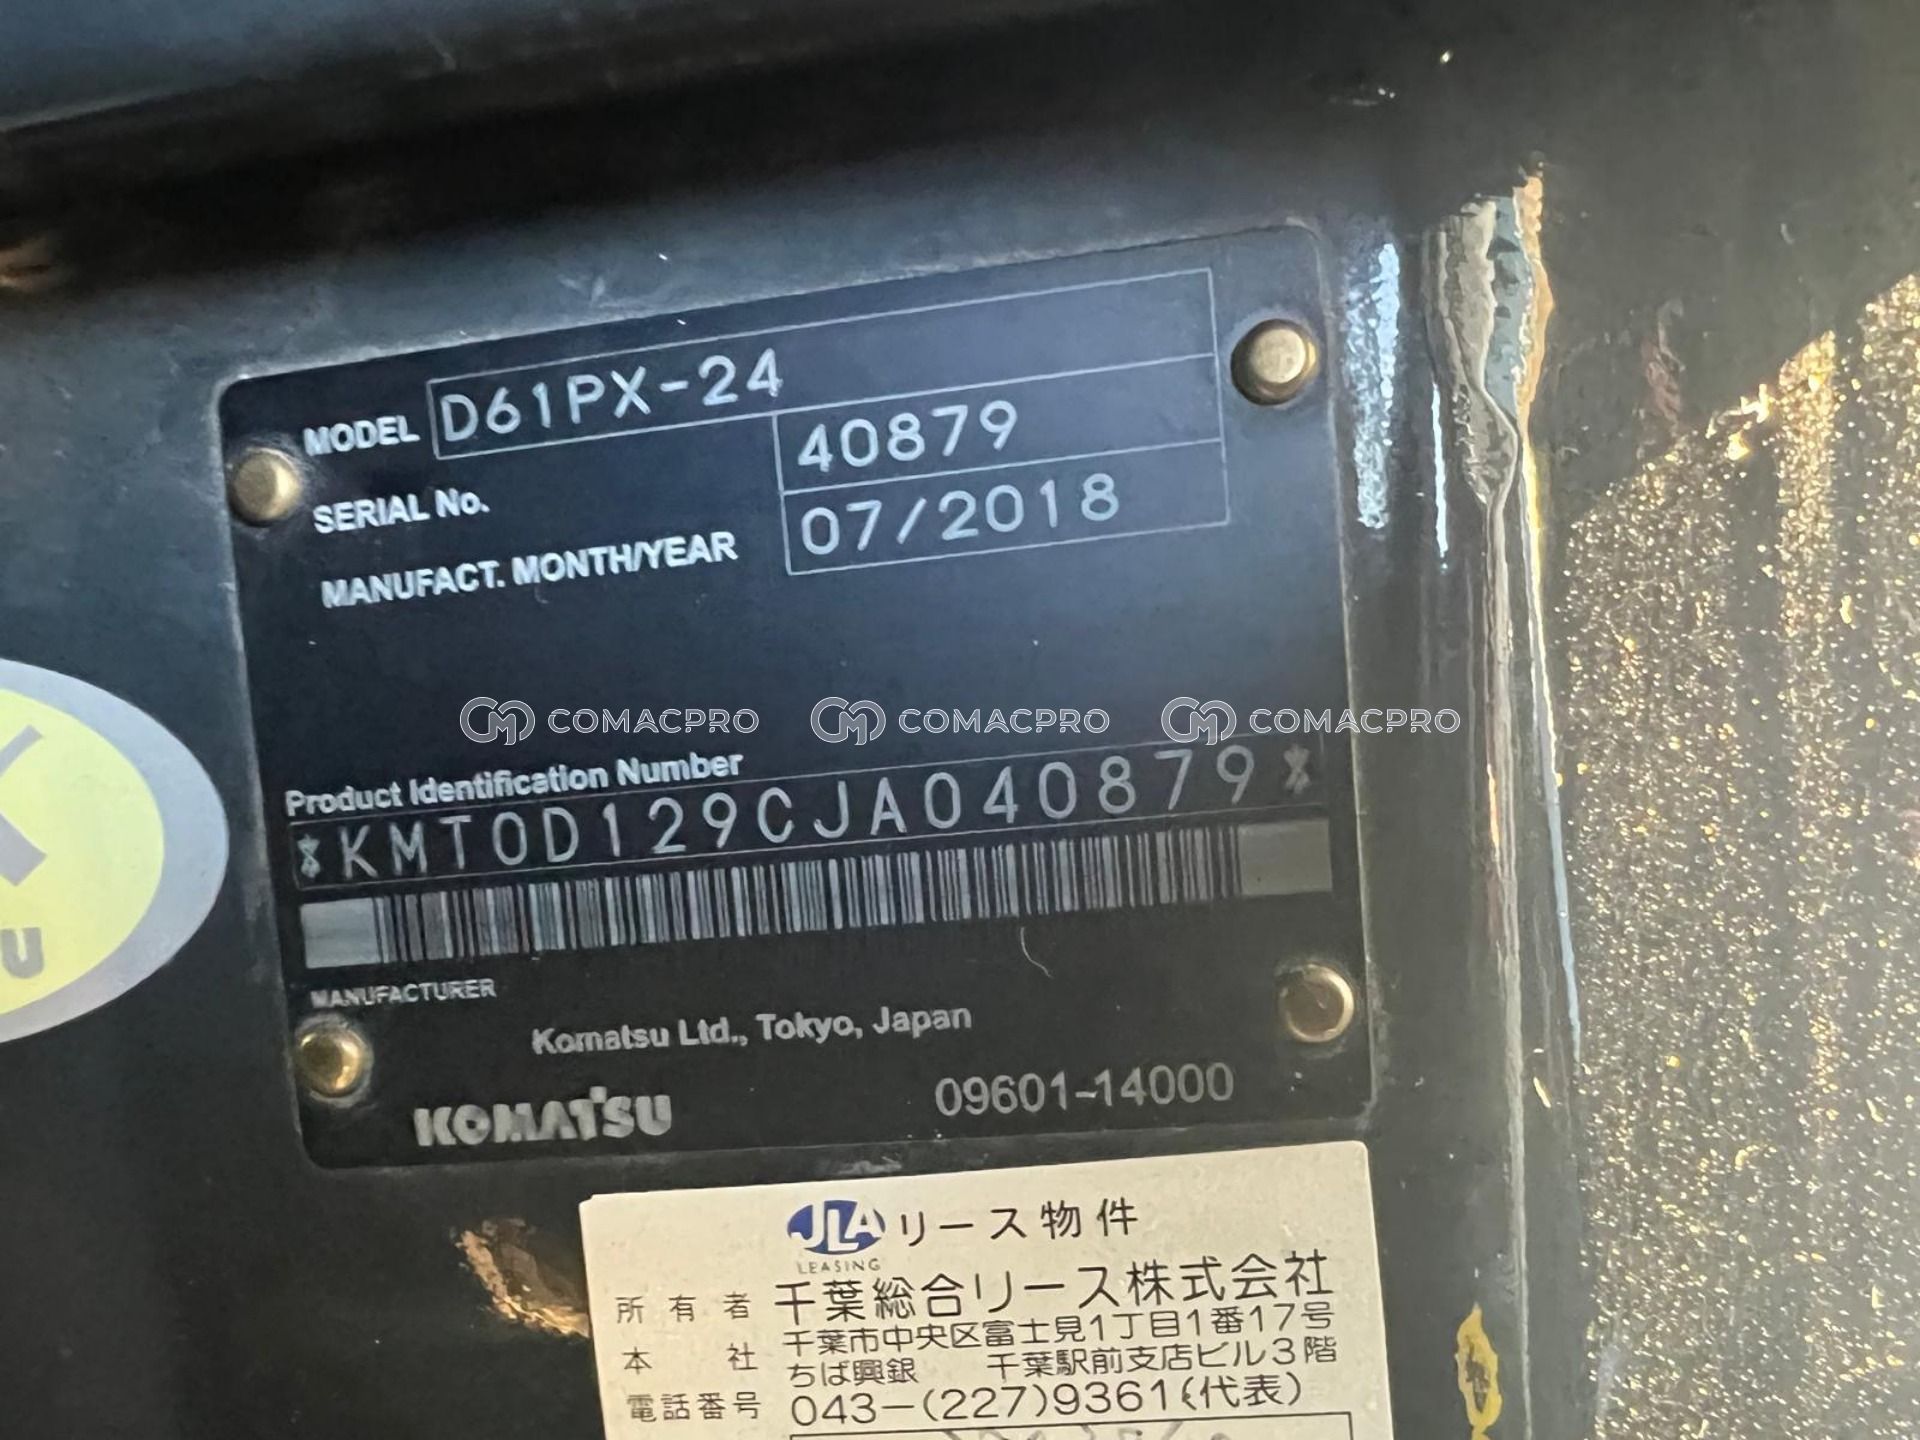 MODEL D61PX-24
SERIAL No. 40879
MANUFACT. MONTH/YEAR 07/2018
COMACPRO COMACPRO COMACPRO
Product Identification Number
*KMT0D129CJA040879*
MANUFACTURER
Komatsu Ltd., Tokyo, Japan
KOMATSU 09601-14000
U
JLA リース物件
LEASING
所有者 千葉総合リース株式会社
本社 千葉市中央区富士見1丁目1番17号
ちば興銀 千葉駅前支店ビル3階
電話番号 043-(227)9361(代表)